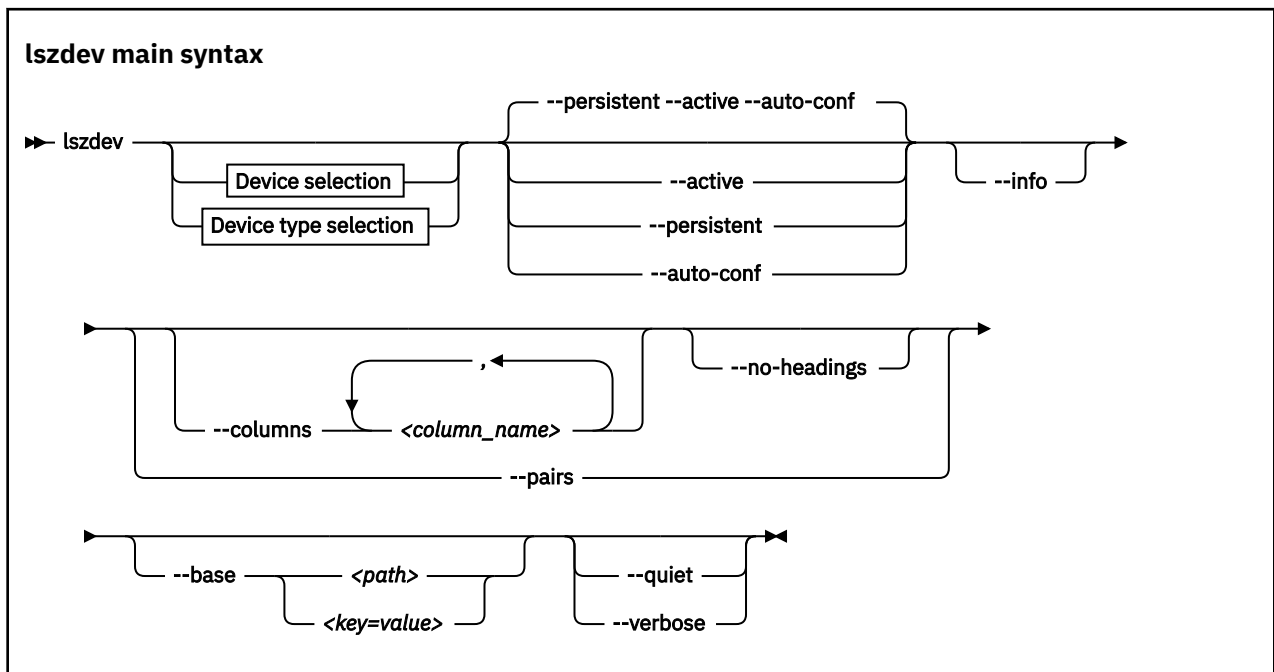 lszdev main syntax
--persistent --active --auto-conf
lszdev
Device selection
--active
--info
Device type selection
--persistent
--auto-conf
,
--no-headings
--columns <column_name>
--pairs
--base <path> --quiet
<key=value> --verbose